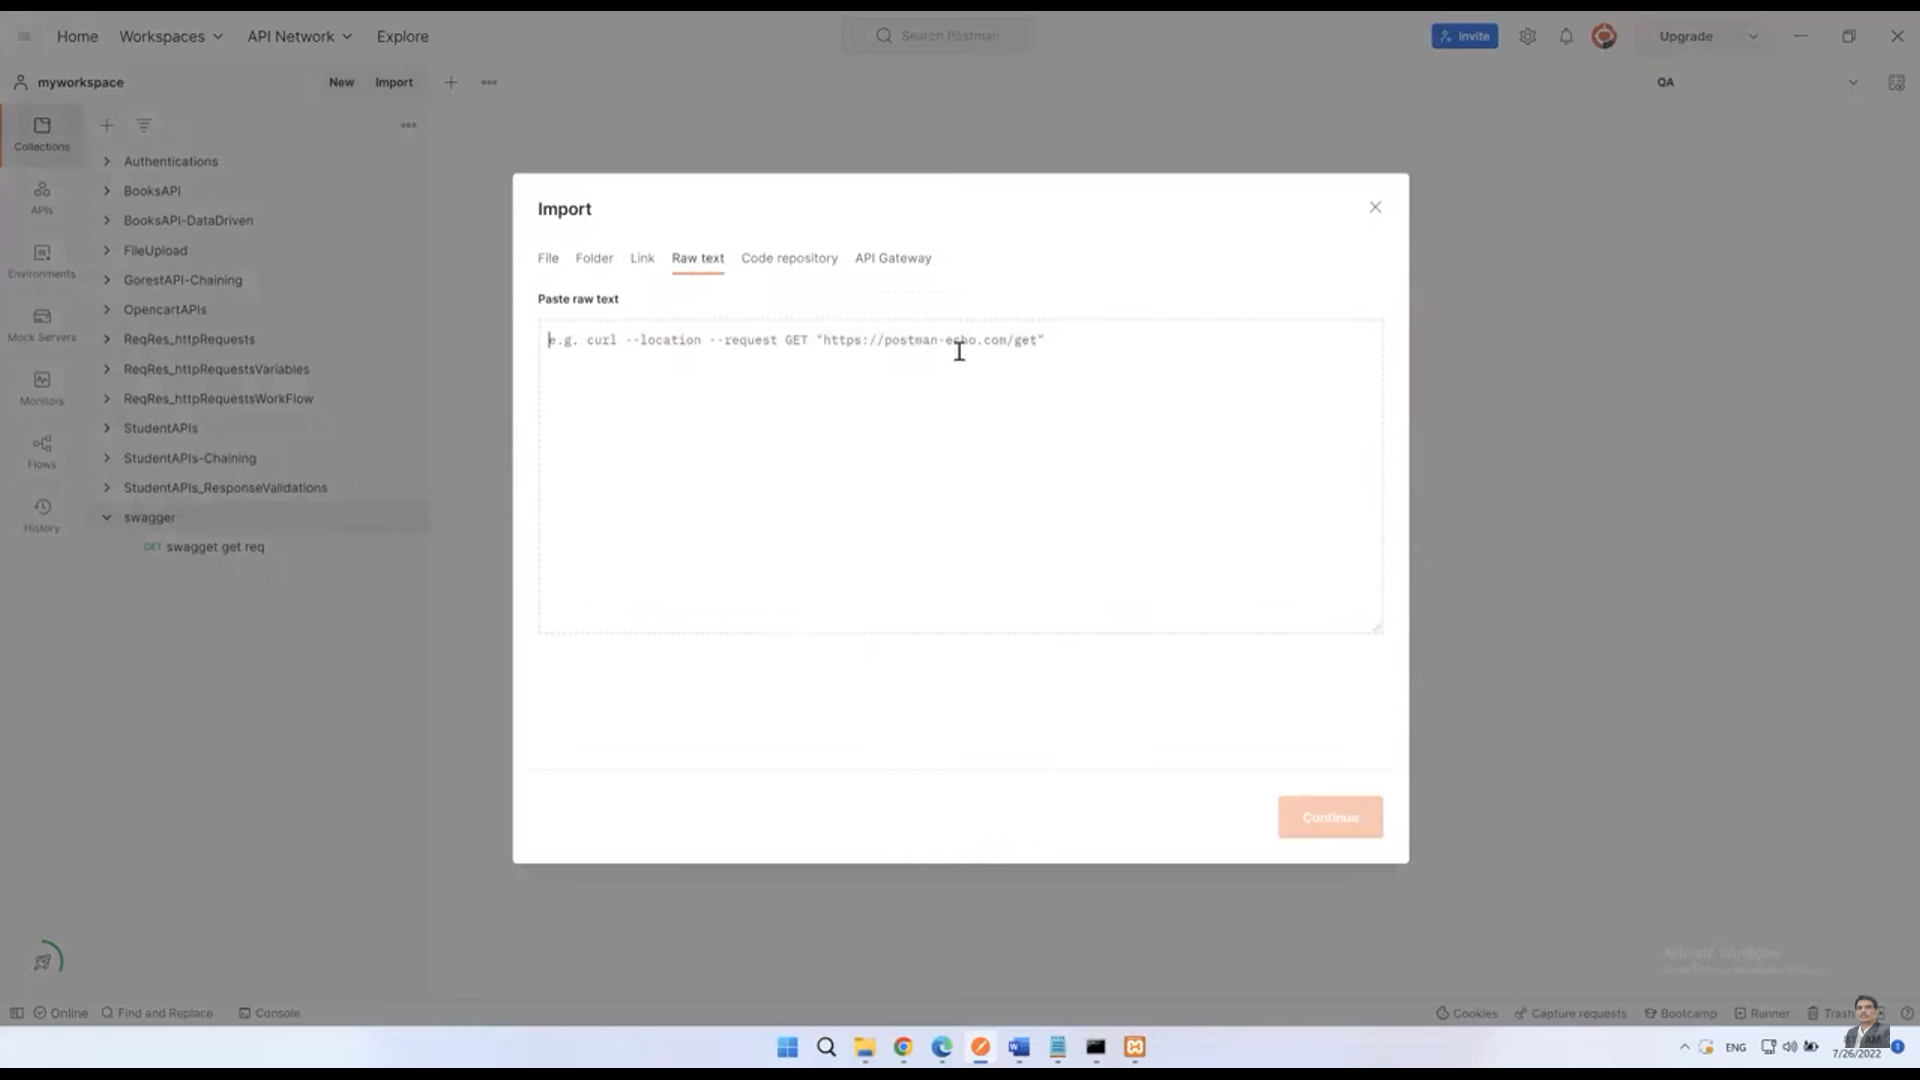 Home Workspaces API Network Explore Search Postman Invite Upgrade
myworkspace New Import QA
Collections
APIs
Environments
Mock Servers
Monitors
Flows
History
Authentications
BooksAPI
BooksAPI-DataDriven
FileUpload
GorestAPI-Chaining
OpencartAPIs
ReqRes_httpRequests
ReqRes_httpRequestsVariables
ReqRes_httpRequestsWorkFlow
StudentAPIs
StudentAPIs-Chaining
StudentAPIs_ResponseValidations
swagger
GET swagget get req
Import
File Folder Link Raw text Code repository API Gateway
Paste raw text
e.g. curl --location --request GET "https://postman-echo.com/get"
Continue
Activate Windows
Online Find and Replace Console Cookies Capture requests Bootcamp Runner Trash
ENG
7/26/2022 1